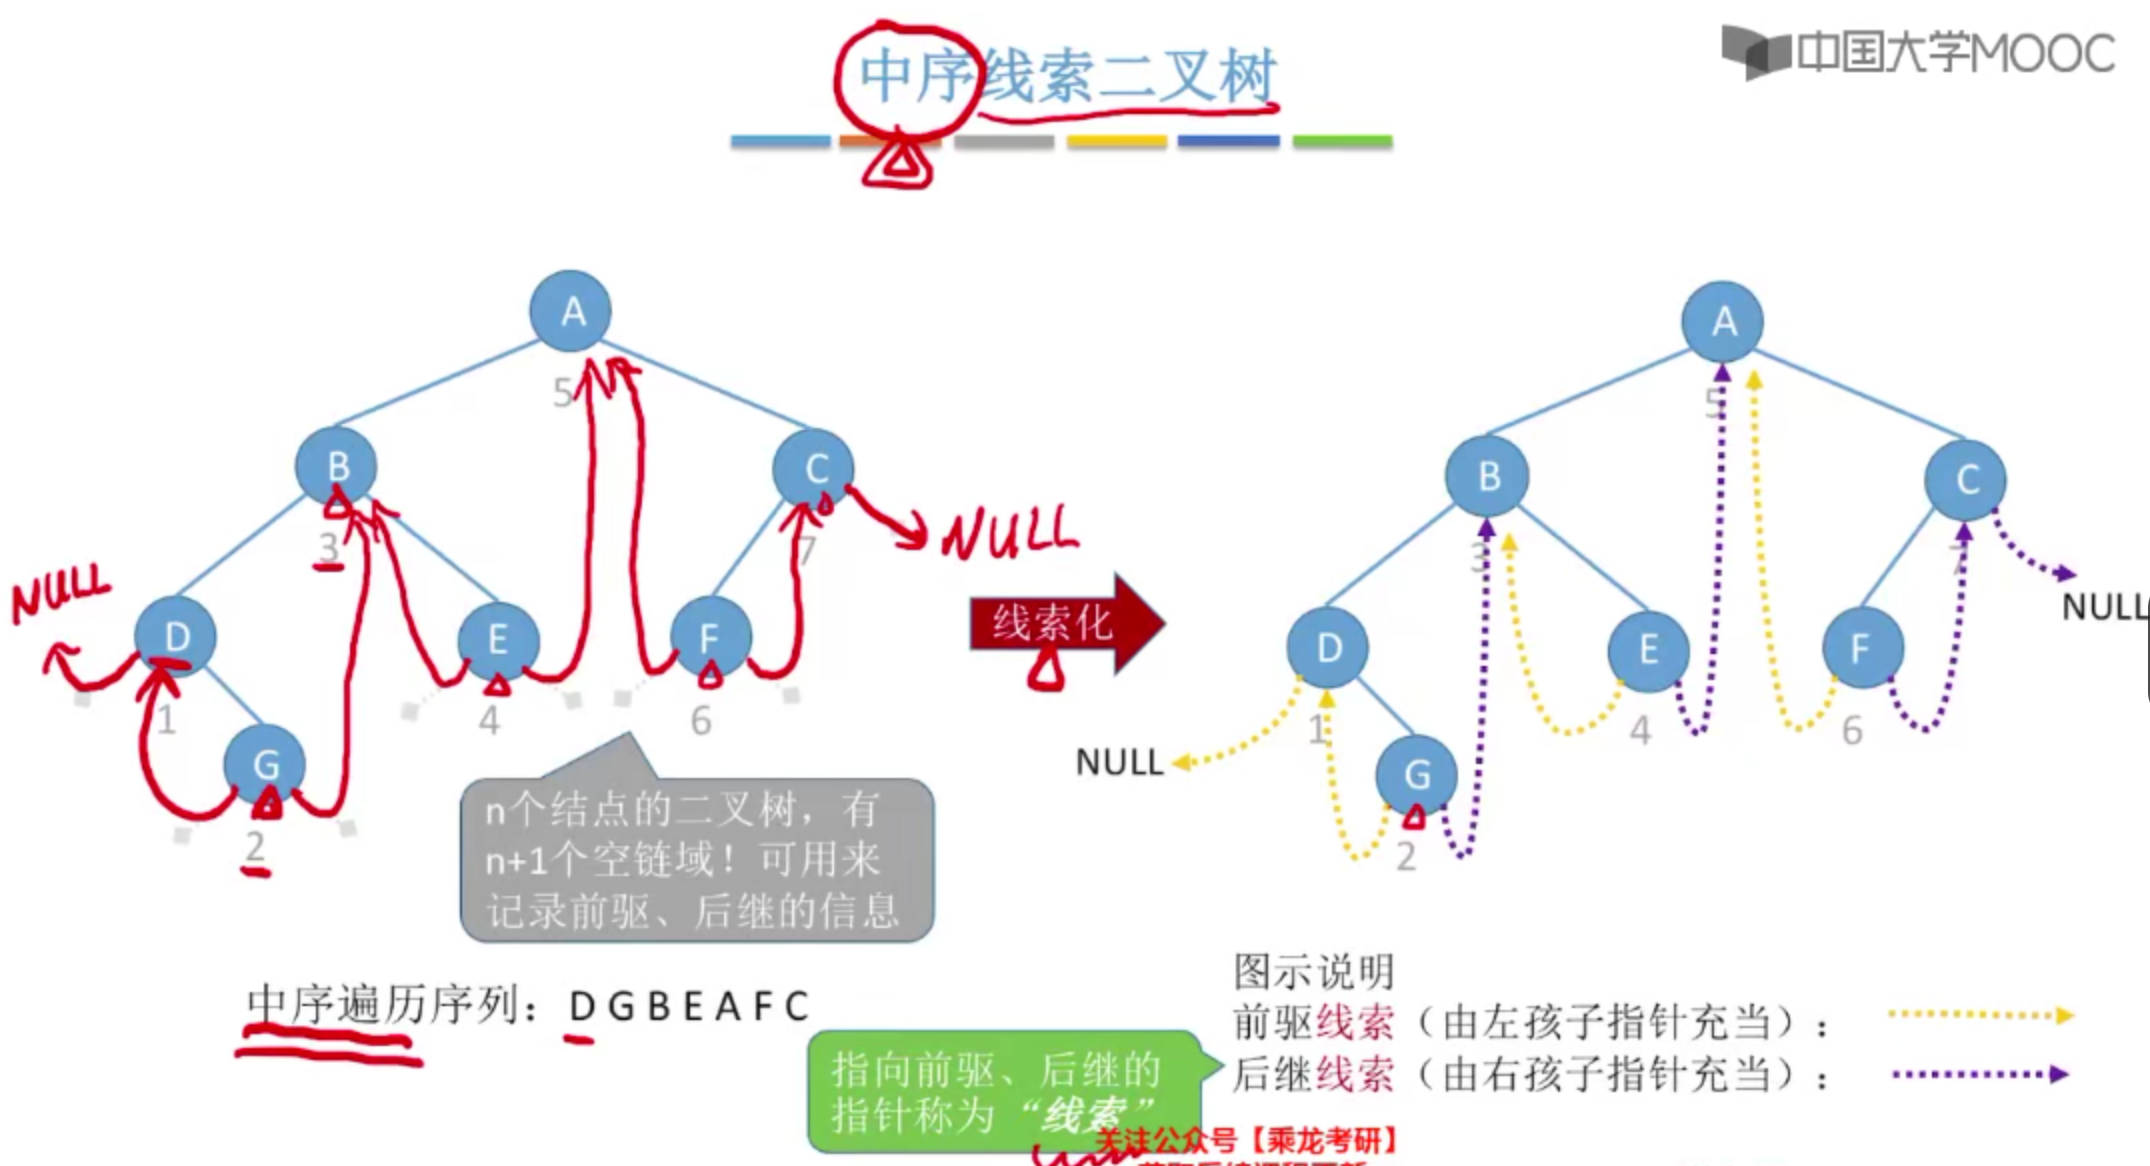 中序线索二叉树
中国大学MOOC
A
5
B
C
3
7
NULL
NULL
D
E
F
1
4
6
G
2
线索化
A
5
B
C
3
7
NULL
D
E
F
1
4
6
NULL
G
2
n个结点的二叉树，有
n+1个空链域！可用来
记录前驱、后继的信息
中序遍历序列：D G B E A F C
图示说明
前驱线索（由左孩子指针充当）：
后继线索（由右孩子指针充当）：
指向前驱、后继的
指针称为“线索”
关注公众号【乘龙考研】